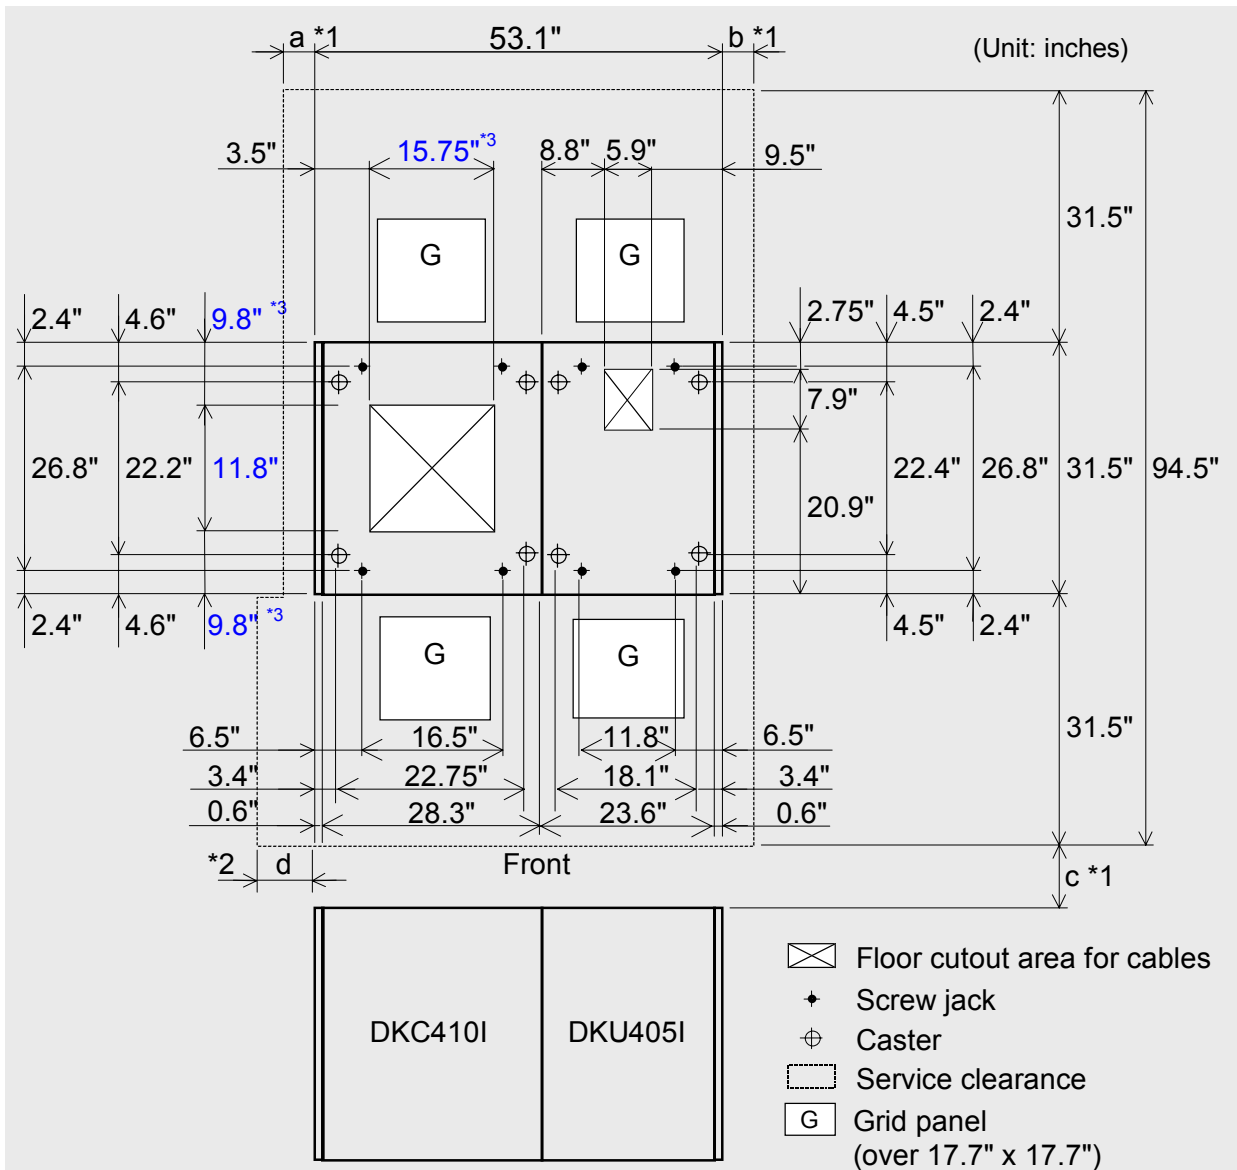 a *1 53.1" b *1
(Unit: inches)
3.5" 15.75"*3 8.8" 5.9" 9.5"
31.5"
G G
2.4" 4.6" 9.8" *3 2.75" 4.5" 2.4"
7.9"
26.8" 22.2" 11.8" 22.4" 26.8" 31.5" 94.5"
20.9"
2.4" 4.6" 9.8" *3 4.5" 2.4"
G G
6.5" 16.5" 11.8" 6.5" 31.5"
3.4" 22.75" 18.1" 3.4"
0.6" 28.3" 23.6" 0.6"
*2 d Front c *1
Floor cutout area for cables
Screw jack
DKC410I DKU405I
Caster
Service clearance
G Grid panel
(over 17.7" x 17.7")